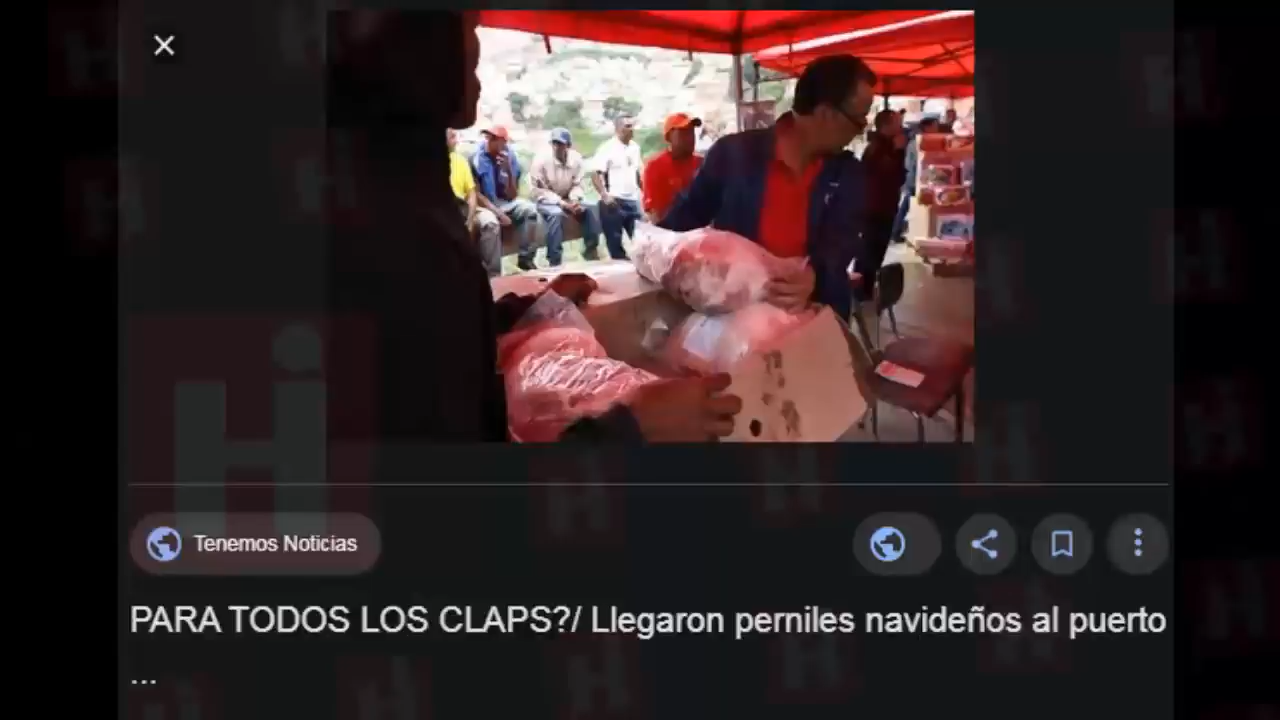 Tenemos Noticias
PARA TODOS LOS CLAPS?/ Llegaron perniles navideños al puerto
...